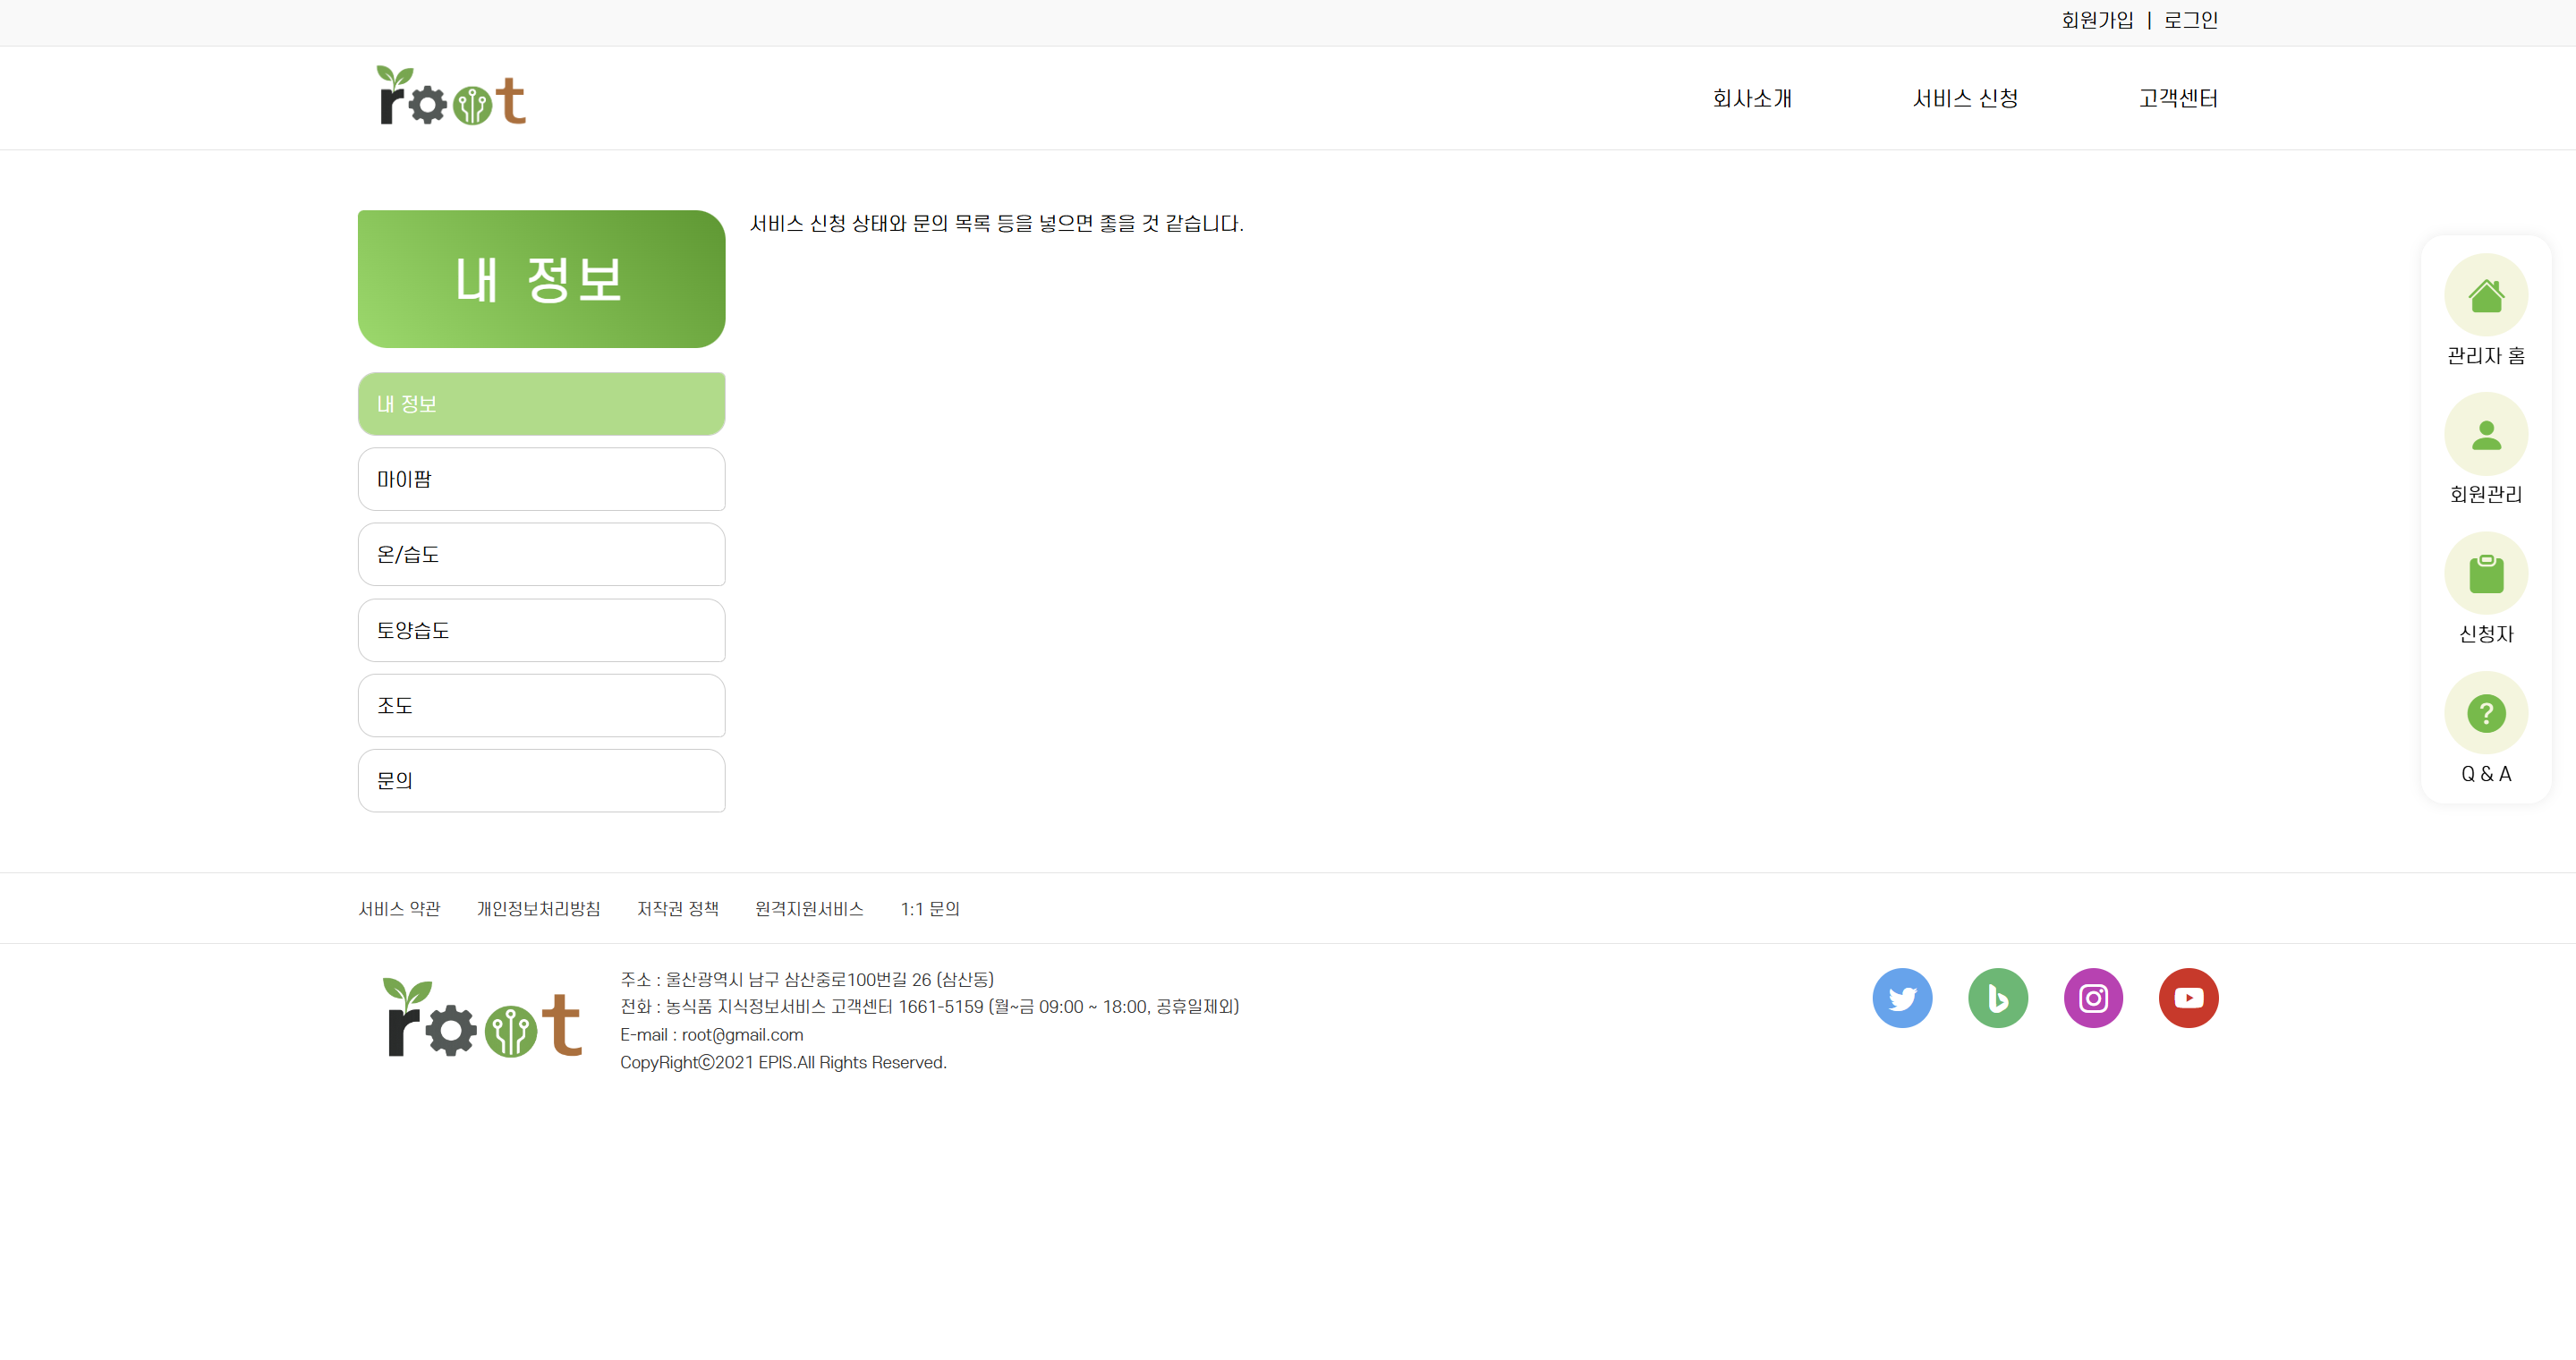 회원가입 | 로그인
root
회사소개 서비스 신청 고객센터
내 정보
서비스 신청 상태와 문의 목록 등을 넣으면 좋을 것 같습니다.
내 정보
마이팜
온/습도
토양습도
조도
문의
관리자 홈
회원관리
신청자
?
Q & A
서비스 약관 개인정보처리방침 저작권 정책 원격지원서비스 1:1 문의
root
주소 : 울산광역시 남구 삼산중로100번길 26 (삼산동)
전화 : 농식품 지식정보서비스 고객센터 1661-5159 (월~금 09:00 ~ 18:00, 공휴일제외)
E-mail : root@gmail.com
CopyRightⓒ2021 EPIS.All Rights Reserved.